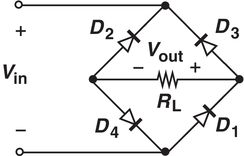 +
D2 D3
Vout
Vin − +
RL
D4 D1
−